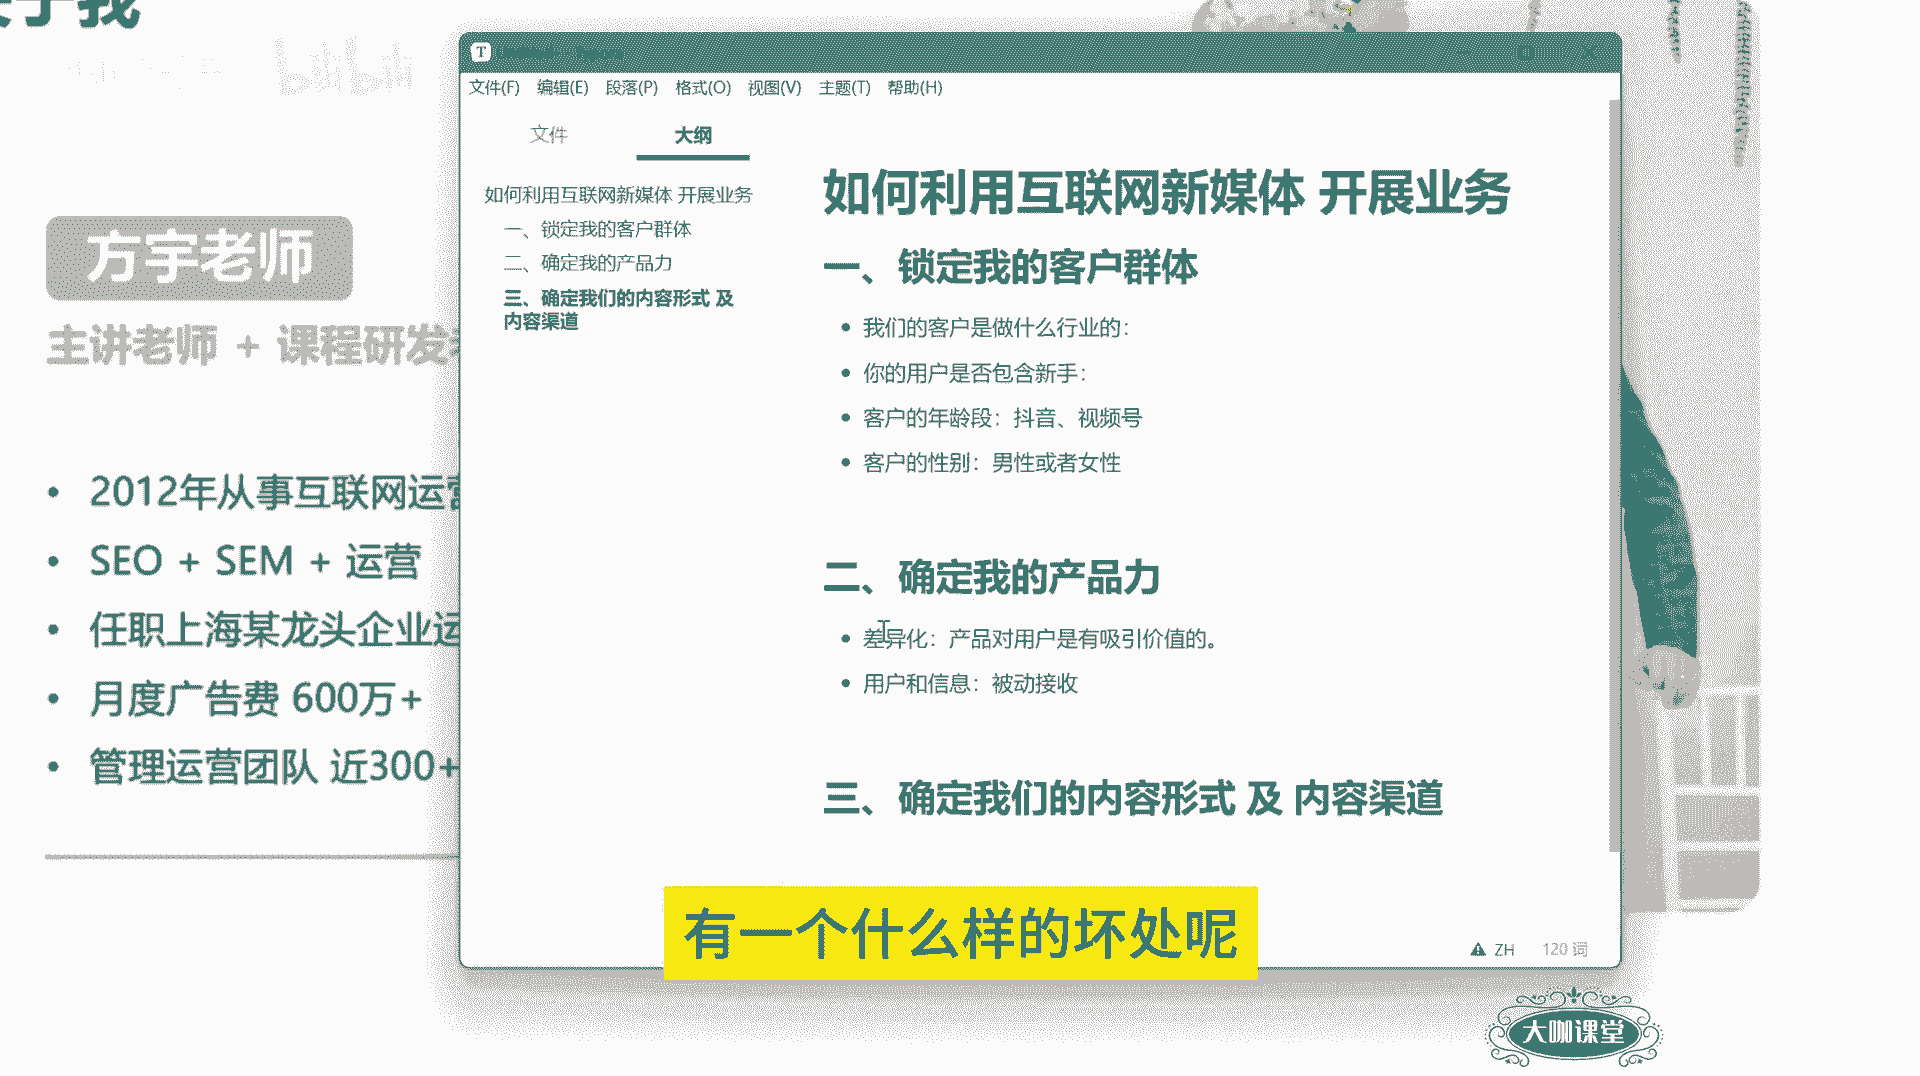 bilibili
方宇老师
主讲老师 + 课程研发
2012年从事互联网运营
SEO + SEM + 运营
任职上海某龙头企业运
月度广告费 600万+
管理运营团队 近300+
文件(F) 编辑(E) 段落(P) 格式(O) 视图(V) 主题(T) 帮助(H)
文件 大纲
如何利用互联网新媒体 开展业务
一、锁定我的客户群体
二、确定我的产品力
三、确定我们的内容形式 及
内容渠道
如何利用互联网新媒体 开展业务
一、锁定我的客户群体
我们的客户是做什么行业的：
你的用户是否包含新手：
客户的年龄段：抖音、视频号
客户的性别：男性或者女性
二、确定我的产品力
差异化：产品对用户是有吸引价值的。
用户和信息：被动接收
三、确定我们的内容形式 及 内容渠道
有一个什么样的坏处呢
ZH 120 词
大咖课堂